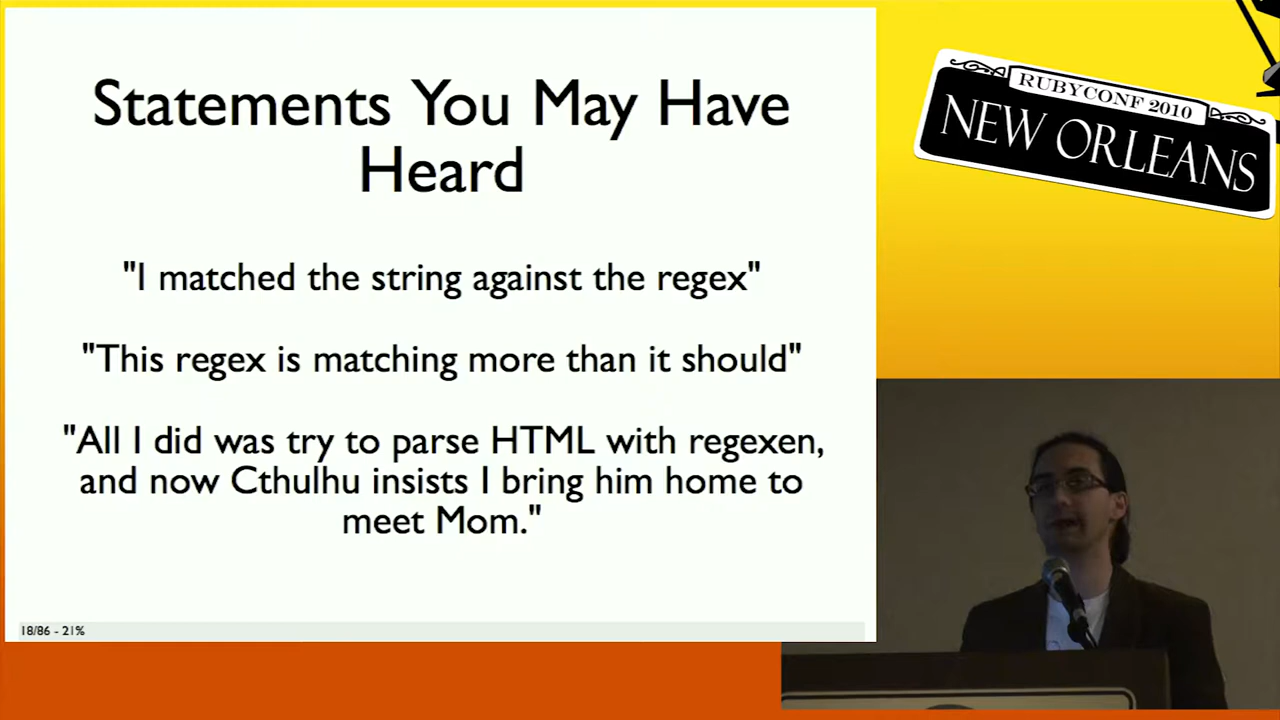 Statements You May Have
Heard
"I matched the string against the regex"
"This regex is matching more than it should"
"All I did was try to parse HTML with regexen,
and now Cthulhu insists I bring him home to
meet Mom."
18/86 - 21%
RUBYCONF 2010
NEW ORLEANS